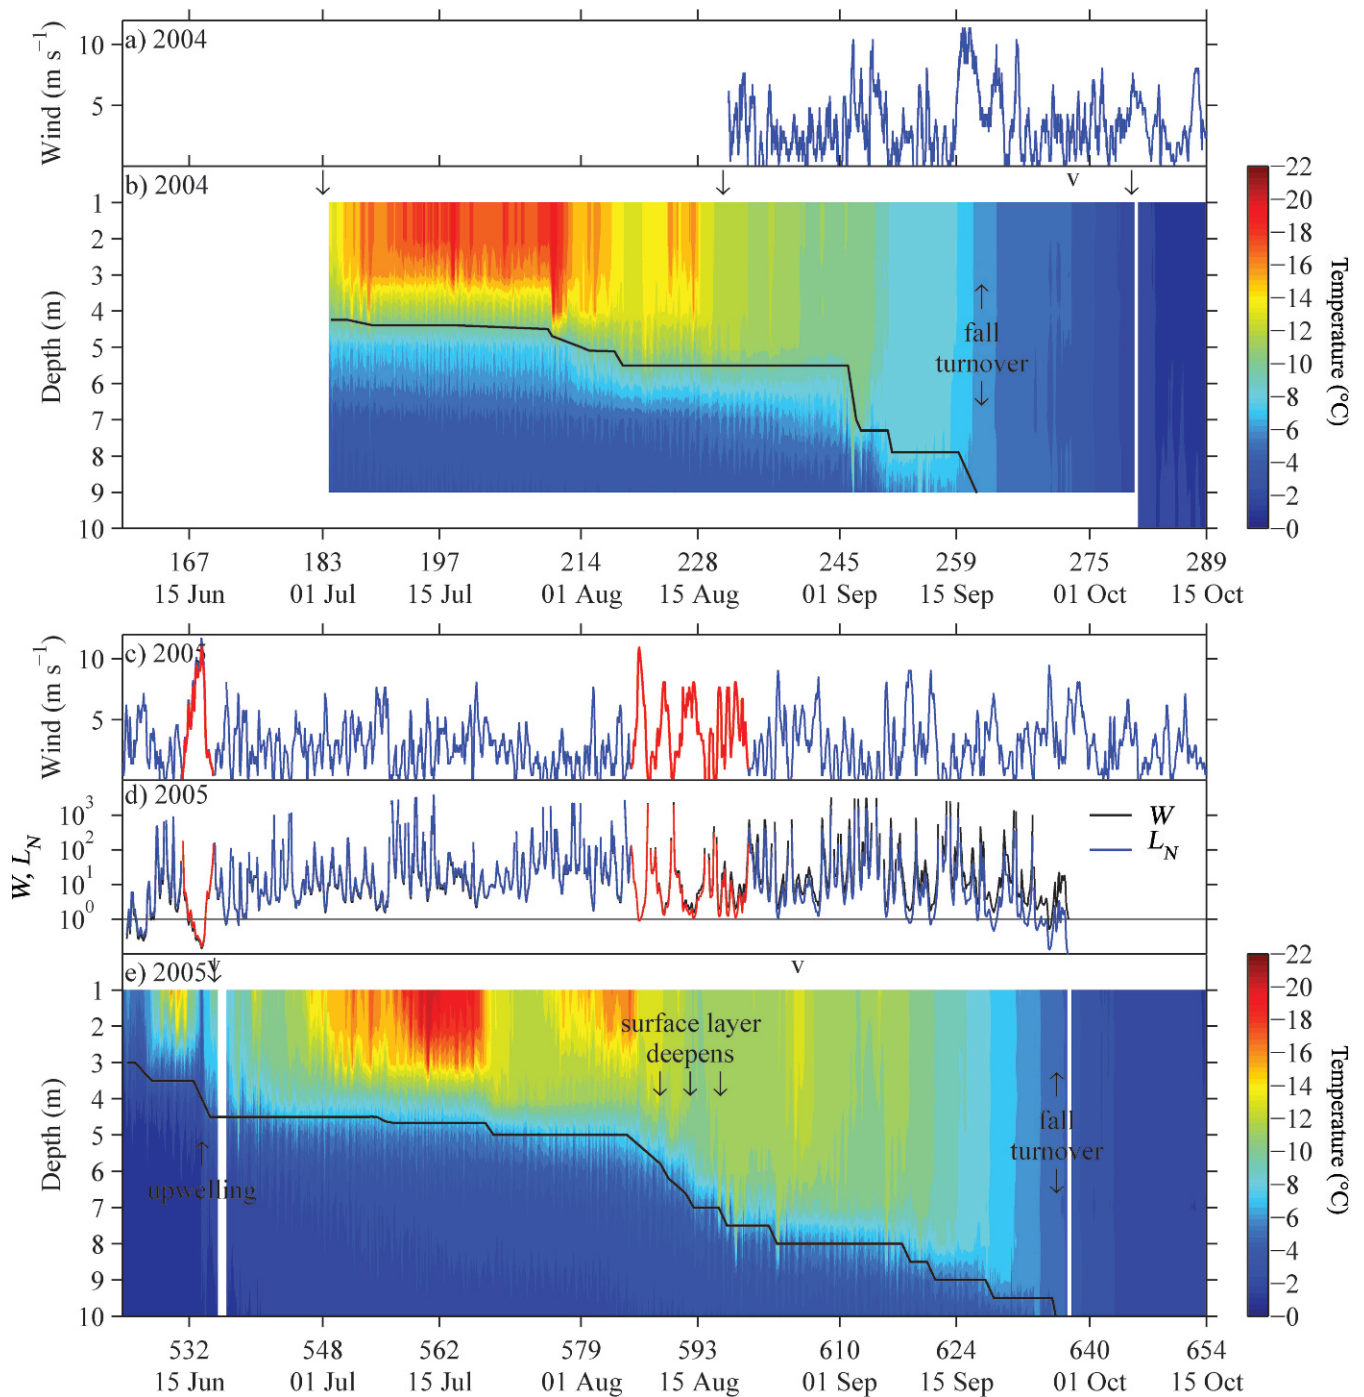 a) 2004
Wind (m s⁻¹)
10
5
b) 2004
v
Depth (m)
1
2
3
4
5
6
7
8
9
10
fall
turnover
22
20
18
16
14
12
10
8
6
4
2
0
Temperature (°C)
167 183 197 214 228 245 259 275 289
15 Jun 01 Jul 15 Jul 01 Aug 15 Aug 01 Sep 15 Sep 01 Oct 15 Oct
c) 2005
Wind (m s⁻¹)
10
5
d) 2005
W, L_N
10³
10²
10¹
10⁰
W
L_N
e) 2005
v
v
Depth (m)
1
2
3
4
5
6
7
8
9
10
surface layer
deepens
upwelling
fall
turnover
22
20
18
16
14
12
10
8
6
4
2
0
Temperature (°C)
532 548 562 579 593 610 624 640 654
15 Jun 01 Jul 15 Jul 01 Aug 15 Aug 01 Sep 15 Sep 01 Oct 15 Oct